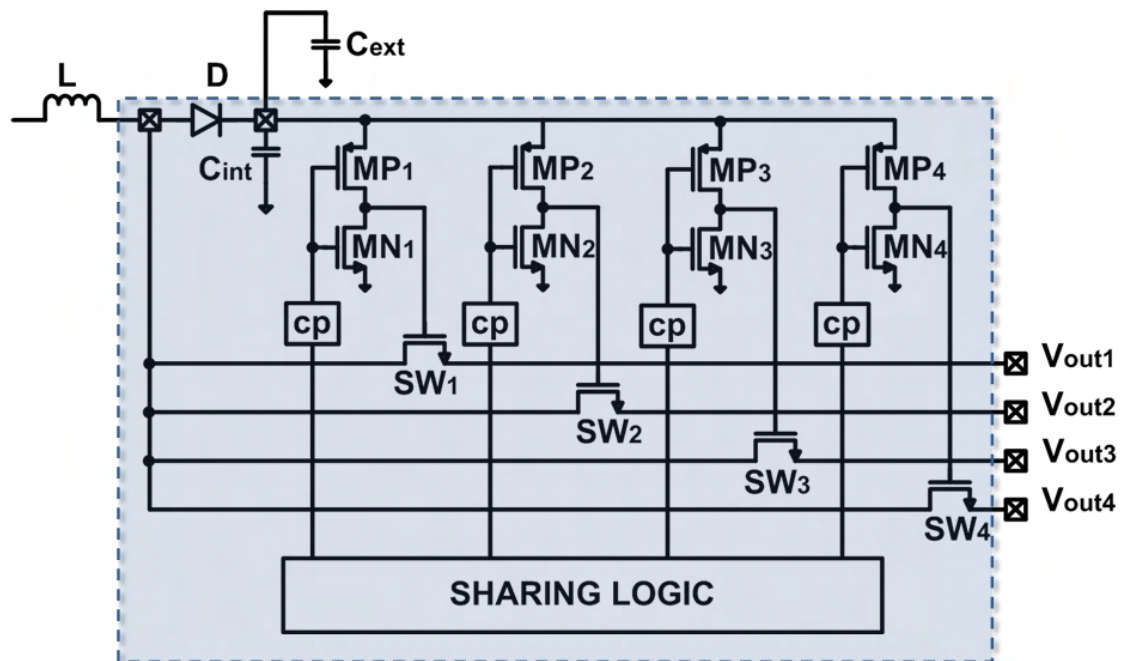 Cext
L
D
Cint
MP1
MP2
MP3
MP4
MN1
MN2
MN3
MN4
cp
cp
cp
cp
SW1
Vout1
SW2
Vout2
SW3
Vout3
SW4
Vout4
SHARING LOGIC